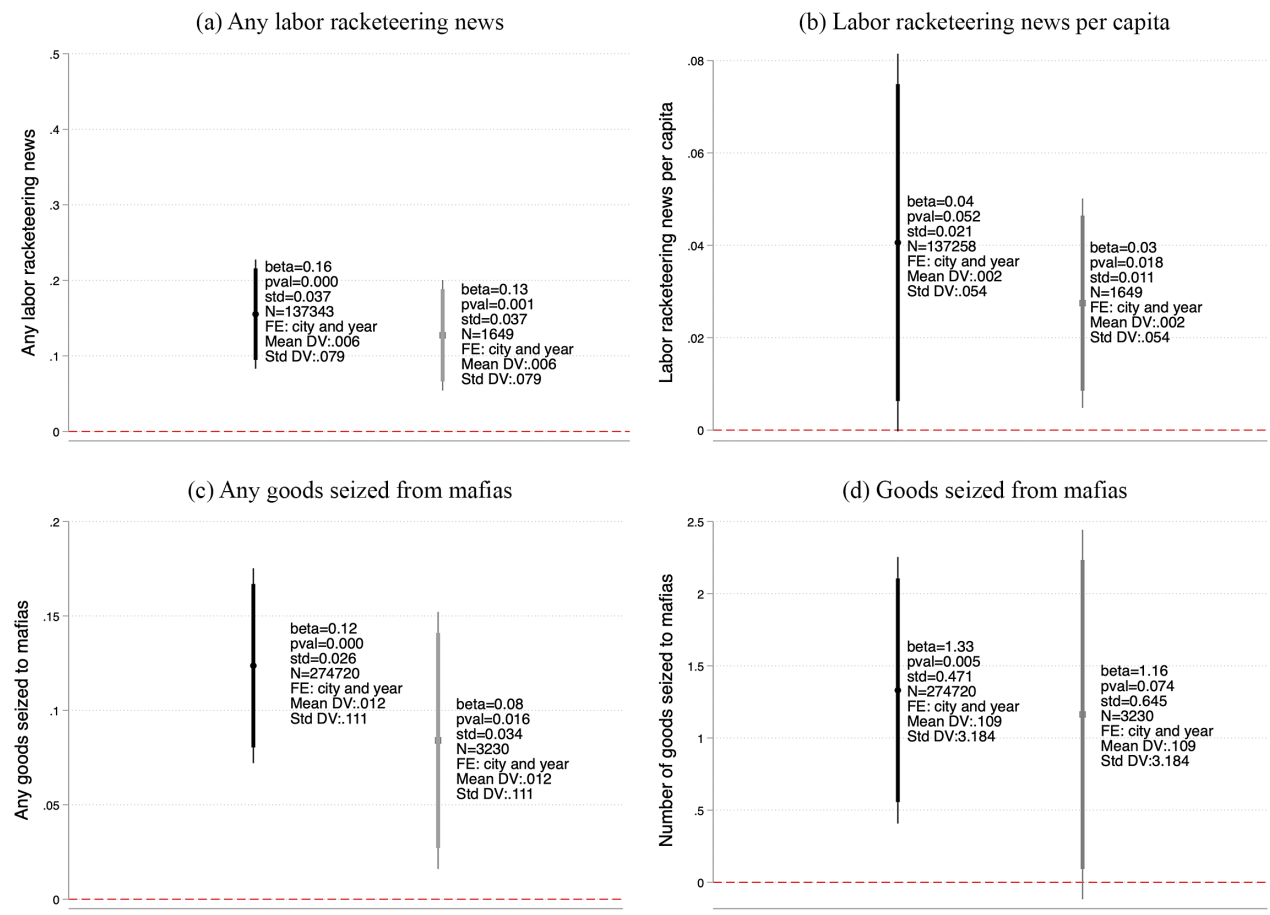 (a) Any labor racketeering news
Any labor racketeering news
.5
.4
.3
.2
.1
0
beta=0.16
pval=0.000
std=0.037
N=137343
FE: city and year
Mean DV:.006
Std DV:.079
beta=0.13
pval=0.001
std=0.037
N=1649
FE: city and year
Mean DV:.006
Std DV:.079
(b) Labor racketeering news per capita
Labor racketeering news per capita
.08
.06
.04
.02
0
beta=0.04
pval=0.052
std=0.021
N=137258
FE: city and year
Mean DV:.002
Std DV:.054
beta=0.03
pval=0.018
std=0.011
N=1649
FE: city and year
Mean DV:.002
Std DV:.054
(c) Any goods seized from mafias
Any goods seized to mafias
.2
.15
.1
.05
0
beta=0.12
pval=0.000
std=0.026
N=274720
FE: city and year
Mean DV:.012
Std DV:.111
beta=0.08
pval=0.016
std=0.034
N=3230
FE: city and year
Mean DV:.012
Std DV:.111
(d) Goods seized from mafias
Number of goods seized to mafias
2.5
2
1.5
1
.5
0
beta=1.33
pval=0.005
std=0.471
N=274720
FE: city and year
Mean DV:.109
Std DV:3.184
beta=1.16
pval=0.074
std=0.645
N=3230
FE: city and year
Mean DV:.109
Std DV:3.184